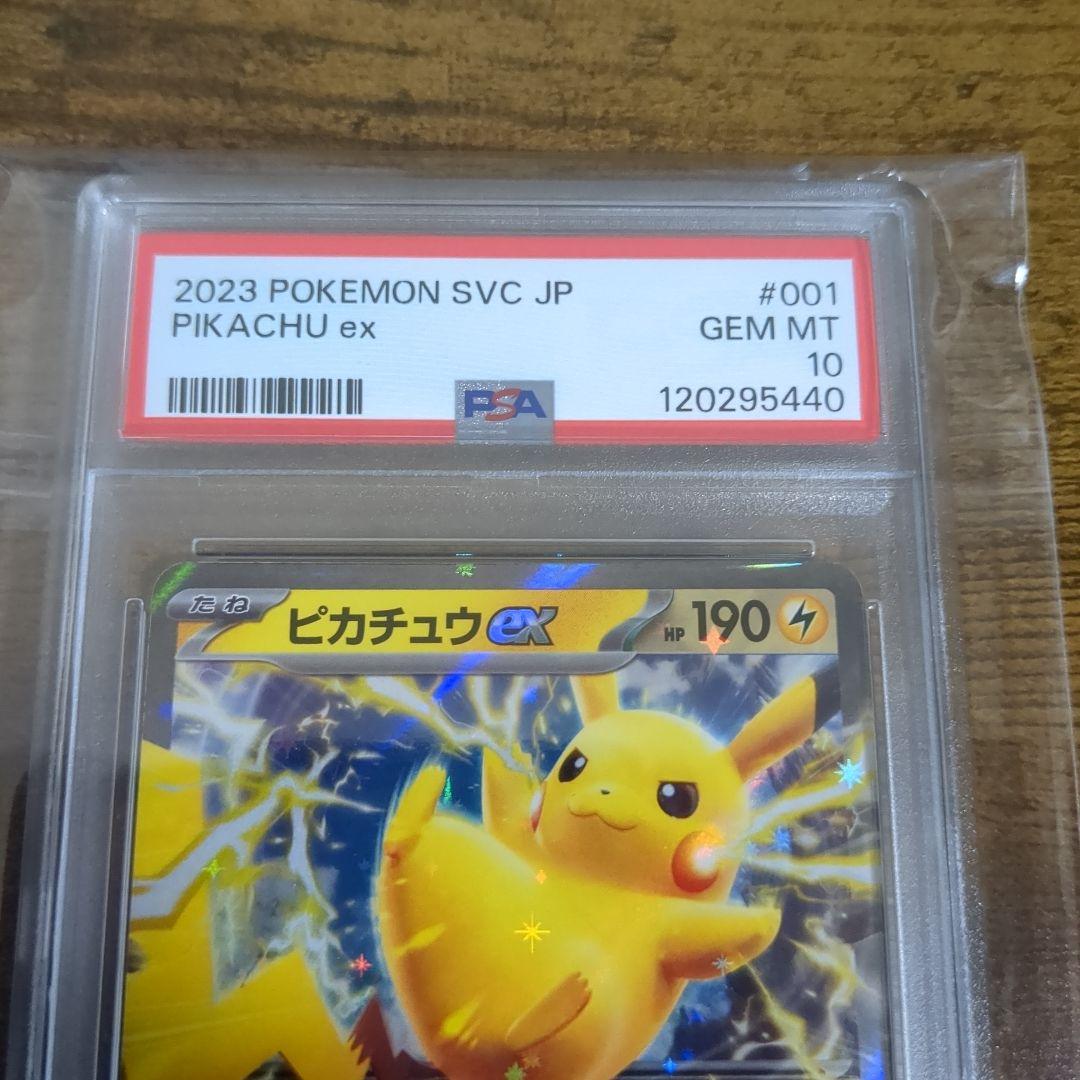 2023 POKEMON SVC JP #001
PIKACHU ex GEM MT
10
PSA 120295440
たね ピカチュウex HP 190